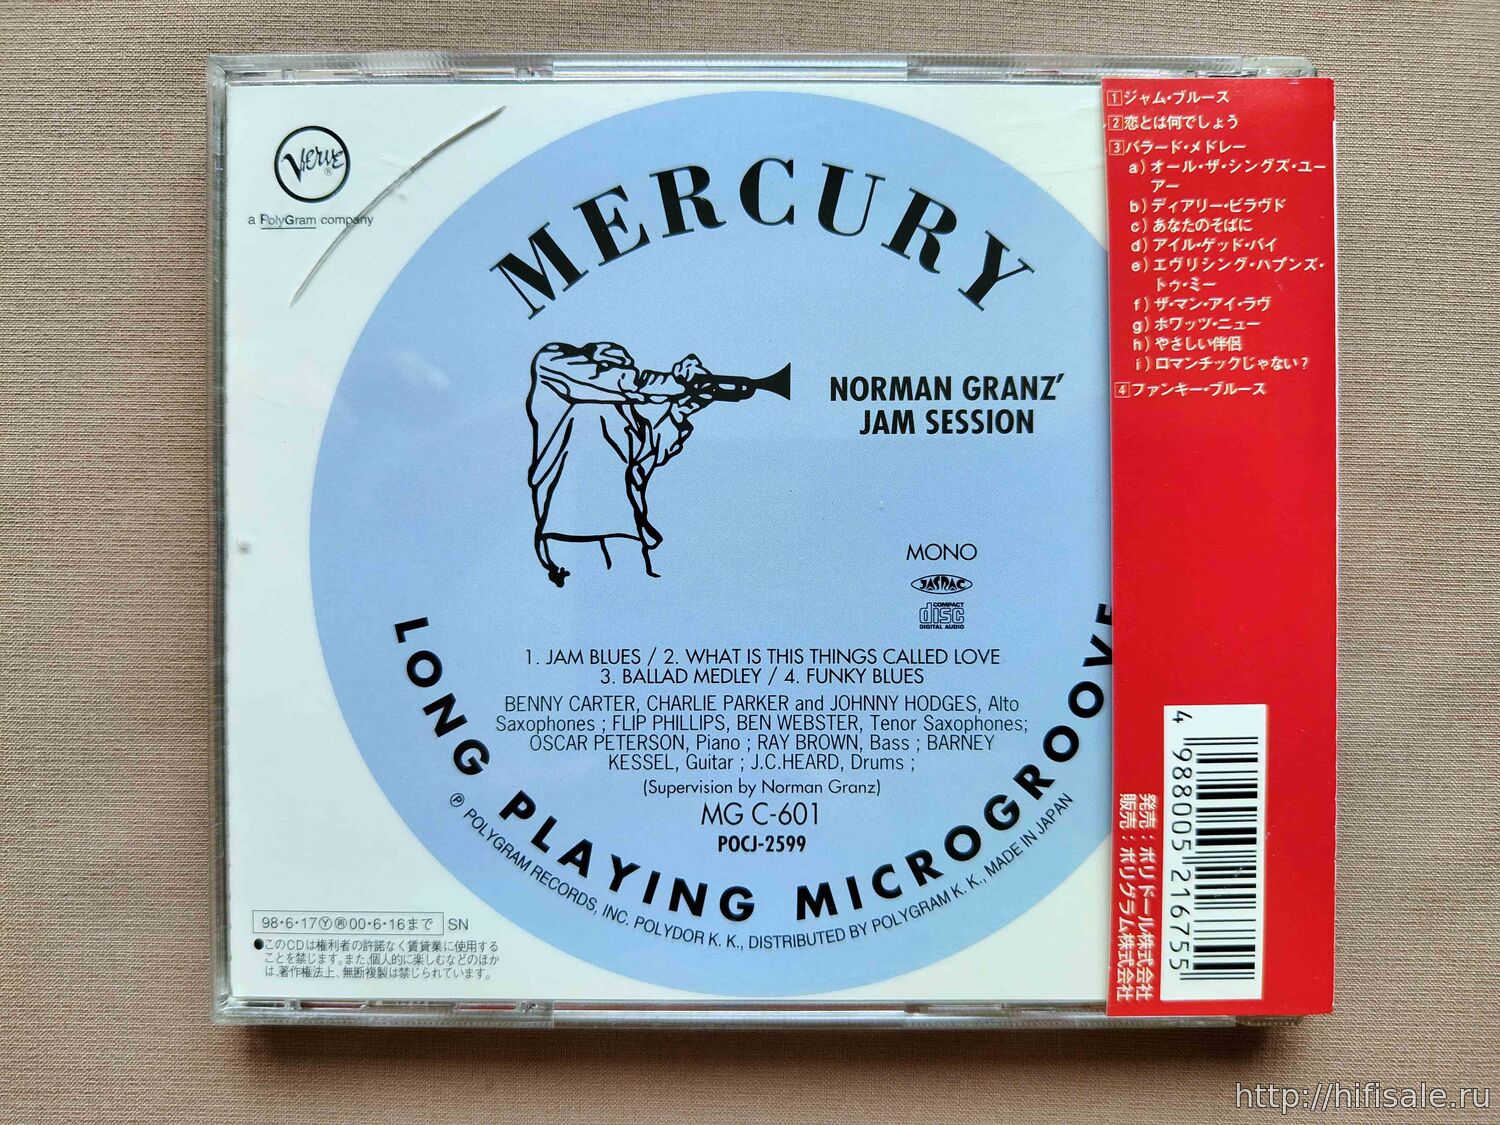 Verve ®
a PolyGram company
MERCURY
NORMAN GRANZ'
JAM SESSION
MONO
JASRAC
COMPACT
disc
DIGITAL AUDIO
1. JAM BLUES / 2. WHAT IS THIS THINGS CALLED LOVE
3. BALLAD MEDLEY / 4. FUNKY BLUES
BENNY CARTER, CHARLIE PARKER and JOHNNY HODGES, Alto
Saxophones ; FLIP PHILLIPS, BEN WEBSTER, Tenor Saxophones;
OSCAR PETERSON, Piano ; RAY BROWN, Bass ; BARNEY
KESSEL, Guitar ; J.C.HEARD, Drums ;
(Supervision by Norman Granz)
MG C-601
POCJ-2599
LONG PLAYING MICROGROOVE
Ⓟ POLYGRAM RECORDS, INC. POLYDOR K. K., DISTRIBUTED BY POLYGRAM K. K., MADE IN JAPAN
98・6・17Ⓨ㊞00・6・16まで SN
●このCDは権利者の許諾なく賃貸業に使用する
ことを禁じます。また、個人的に楽しむなどのほか
は、著作権法上、無断複製は禁じられています。
1 ジャム・ブルース
2 恋とは何でしょう
3 バラード・メドレー
a) オール・ザ・シングズ・ユー
アー
b) ディアリー・ビラヴド
c) あなたのそばに
d) アイル・ゲッド・バイ
e) エヴリシング・ハプンズ・
トゥ・ミー
f) ザ・マン・アイ・ラヴ
g) ホワッツ・ニュー
h) やさしい伴侶
i) ロマンチックじゃない？
4 ファンキー・ブルース
4 988005 216755
発売：ポリドール株式会社
販売：ポリグラム株式会社
http://hifisale.ru